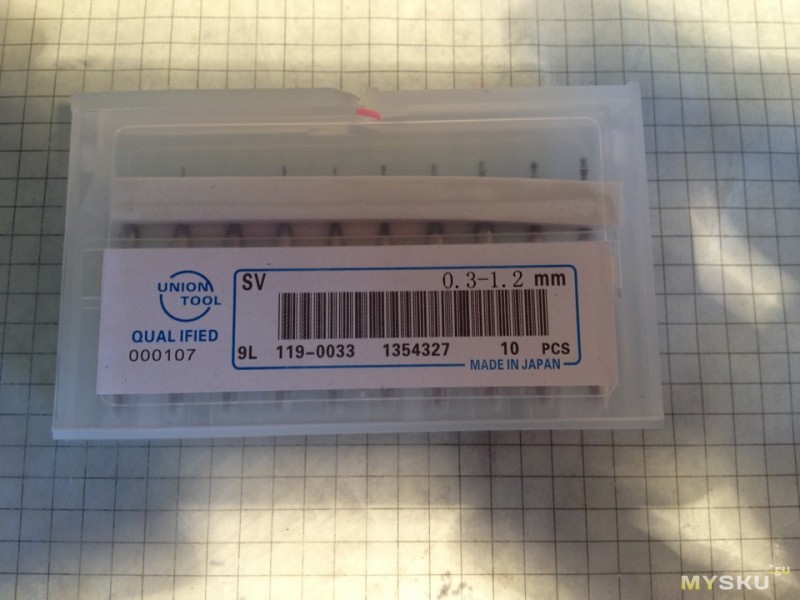 UNION
TOOL
QUALIFIED
000107
SV 0.3-1.2 mm
9L 119-0033 1354327 10 PCS
MADE IN JAPAN
MYSKU.ru